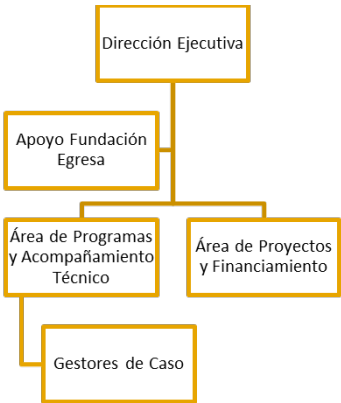 Dirección Ejecutiva
Apoyo Fundación
Egresa
Área de Programas
y Acompañamiento
Técnico
Área de Proyectos
y Financiamiento
Gestores de Caso